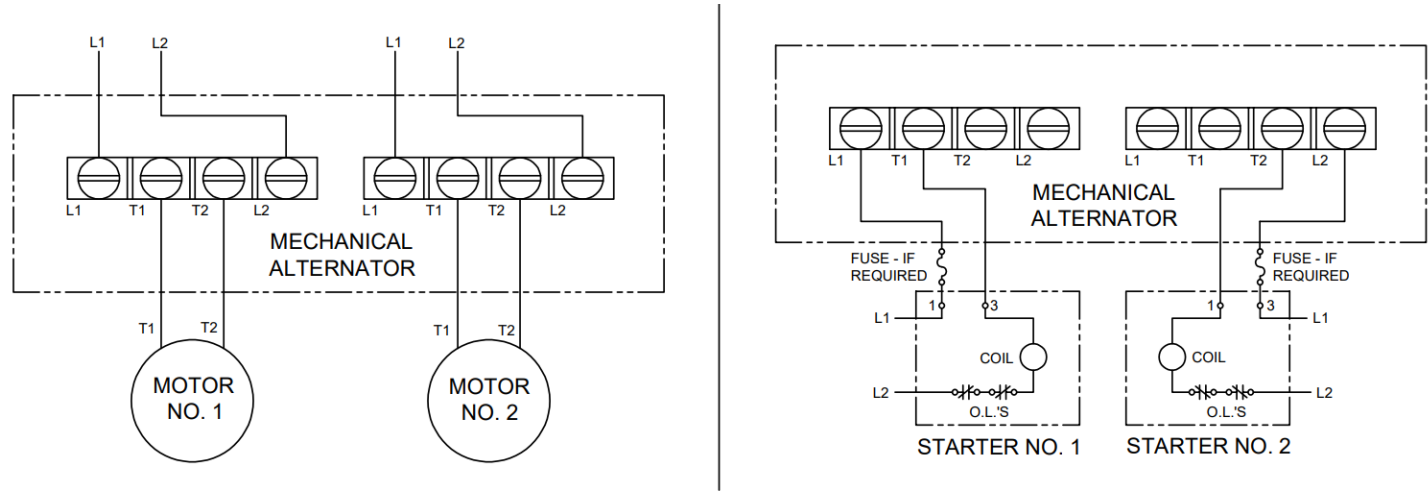 L1 L2 L1 L2
L1 T1 T2 L2 L1 T1 T2 L2
MECHANICAL
ALTERNATOR
T1 T2 T1 T2
MOTOR
NO. 1
MOTOR
NO. 2
L1 T1 T2 L2 L1 T1 T2 L2
MECHANICAL
ALTERNATOR
FUSE - IF
REQUIRED
FUSE - IF
REQUIRED
1 3 1 3
L1 L1
COIL COIL
L2 L2
O.L.'S O.L.'S
STARTER NO. 1 STARTER NO. 2